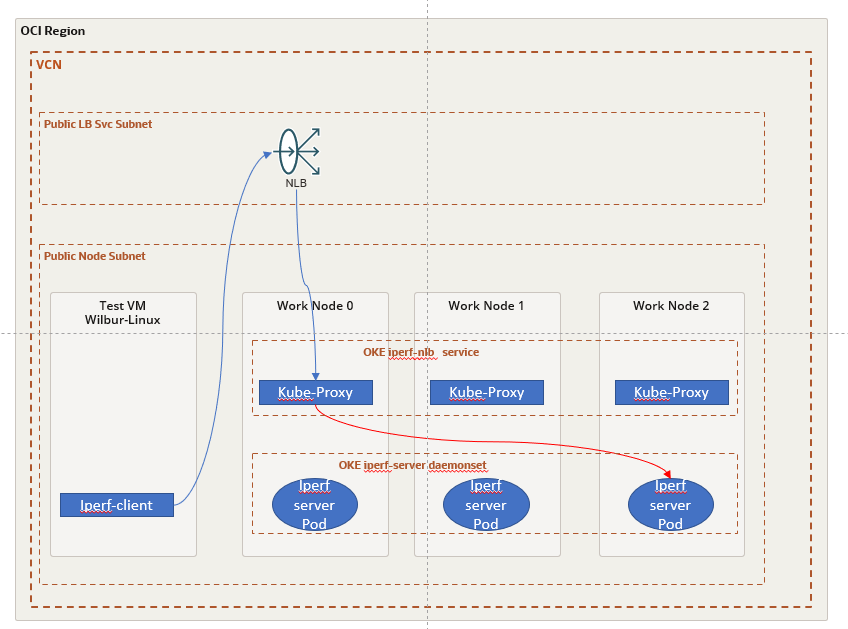 OCI Region
VCN
Public LB Svc Subnet
NLB
Public Node Subnet
Test VM
Wilbur-Linux
Work Node 0
Work Node 1
Work Node 2
OKE iperf-nlb service
Kube-Proxy
Kube-Proxy
Kube-Proxy
OKE iperf-server daemonset
Iperf-client
Iperf
server
Pod
Iperf
server
Pod
Iperf
server
Pod